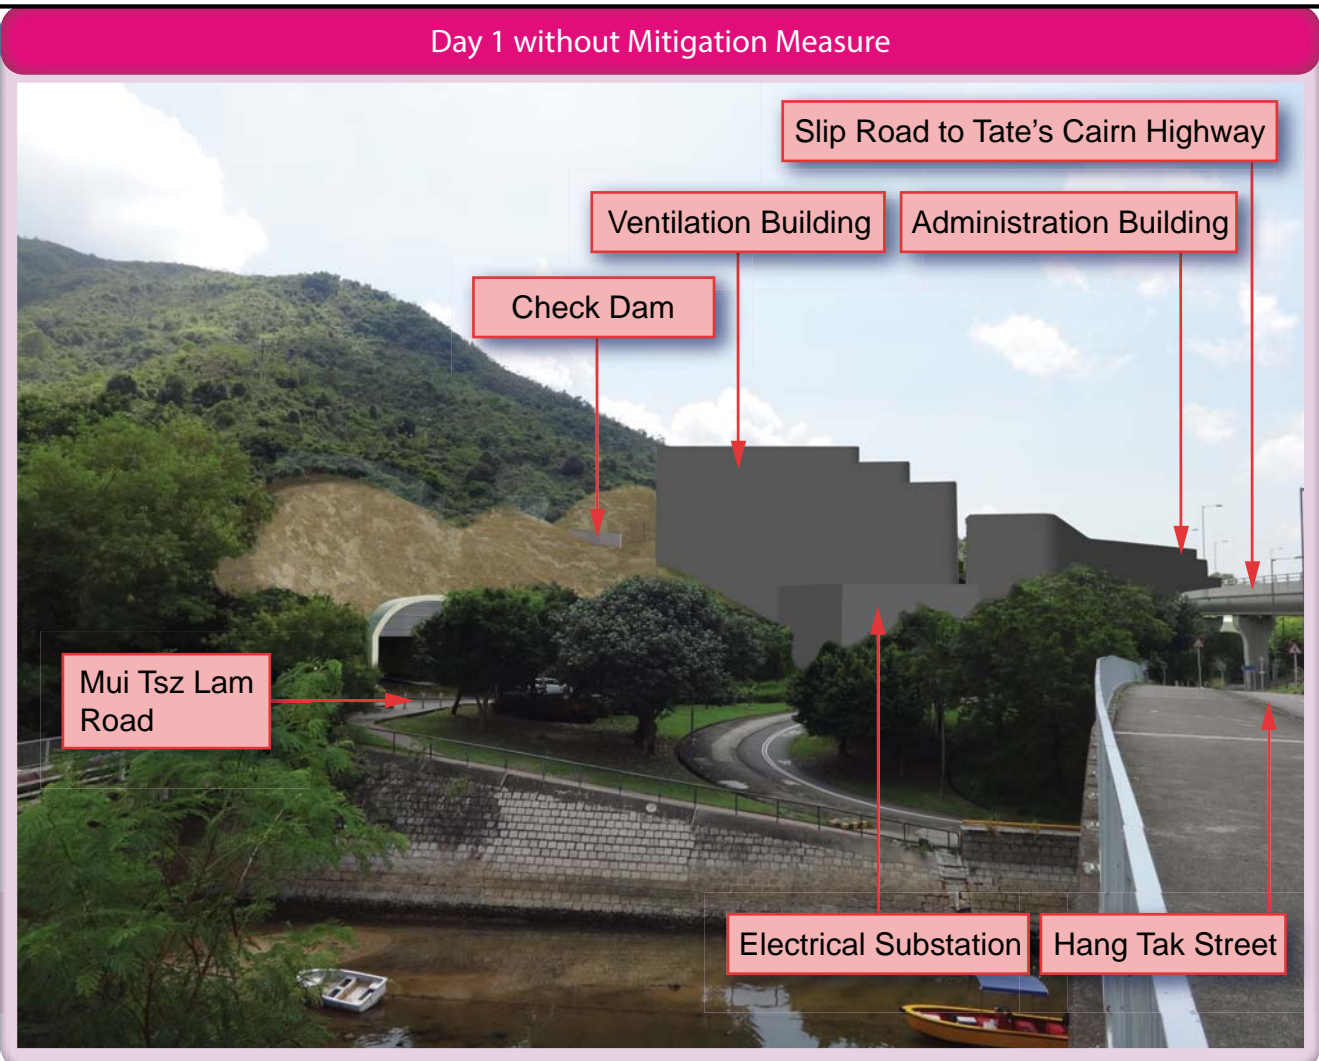 Day 1 without Mitigation Measure
Slip Road to Tate's Cairn Highway
Ventilation Building
Administration Building
Check Dam
Mui Tsz Lam
Road
Electrical Substation
Hang Tak Street